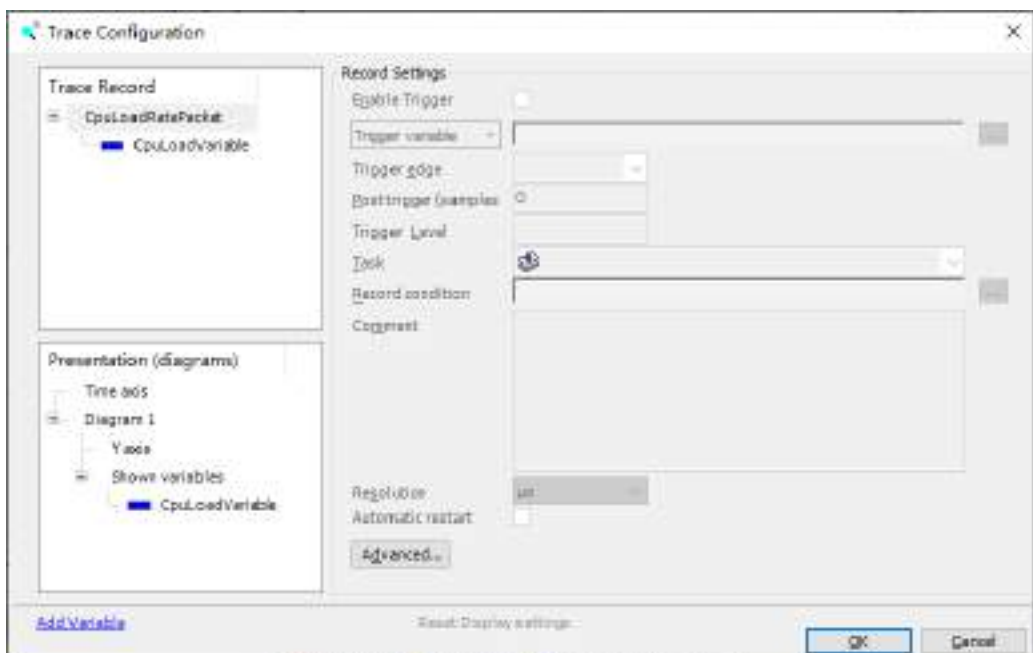 Trace Configuration
Trace Record
CpuLoadRatePacket
CpuLoadVariable
Record Settings
Enable Trigger
Trigger variable
Trigger edge
Post trigger (samples
0
Trigger Level
Task
Record condition
Comment
Resolution
µs
Automatic restart
Advanced...
Presentation (diagrams)
Time axis
Diagram 1
Y axis
Shown variables
CpuLoadVariable
Add Variable
Reset Display settings
OK
Cancel